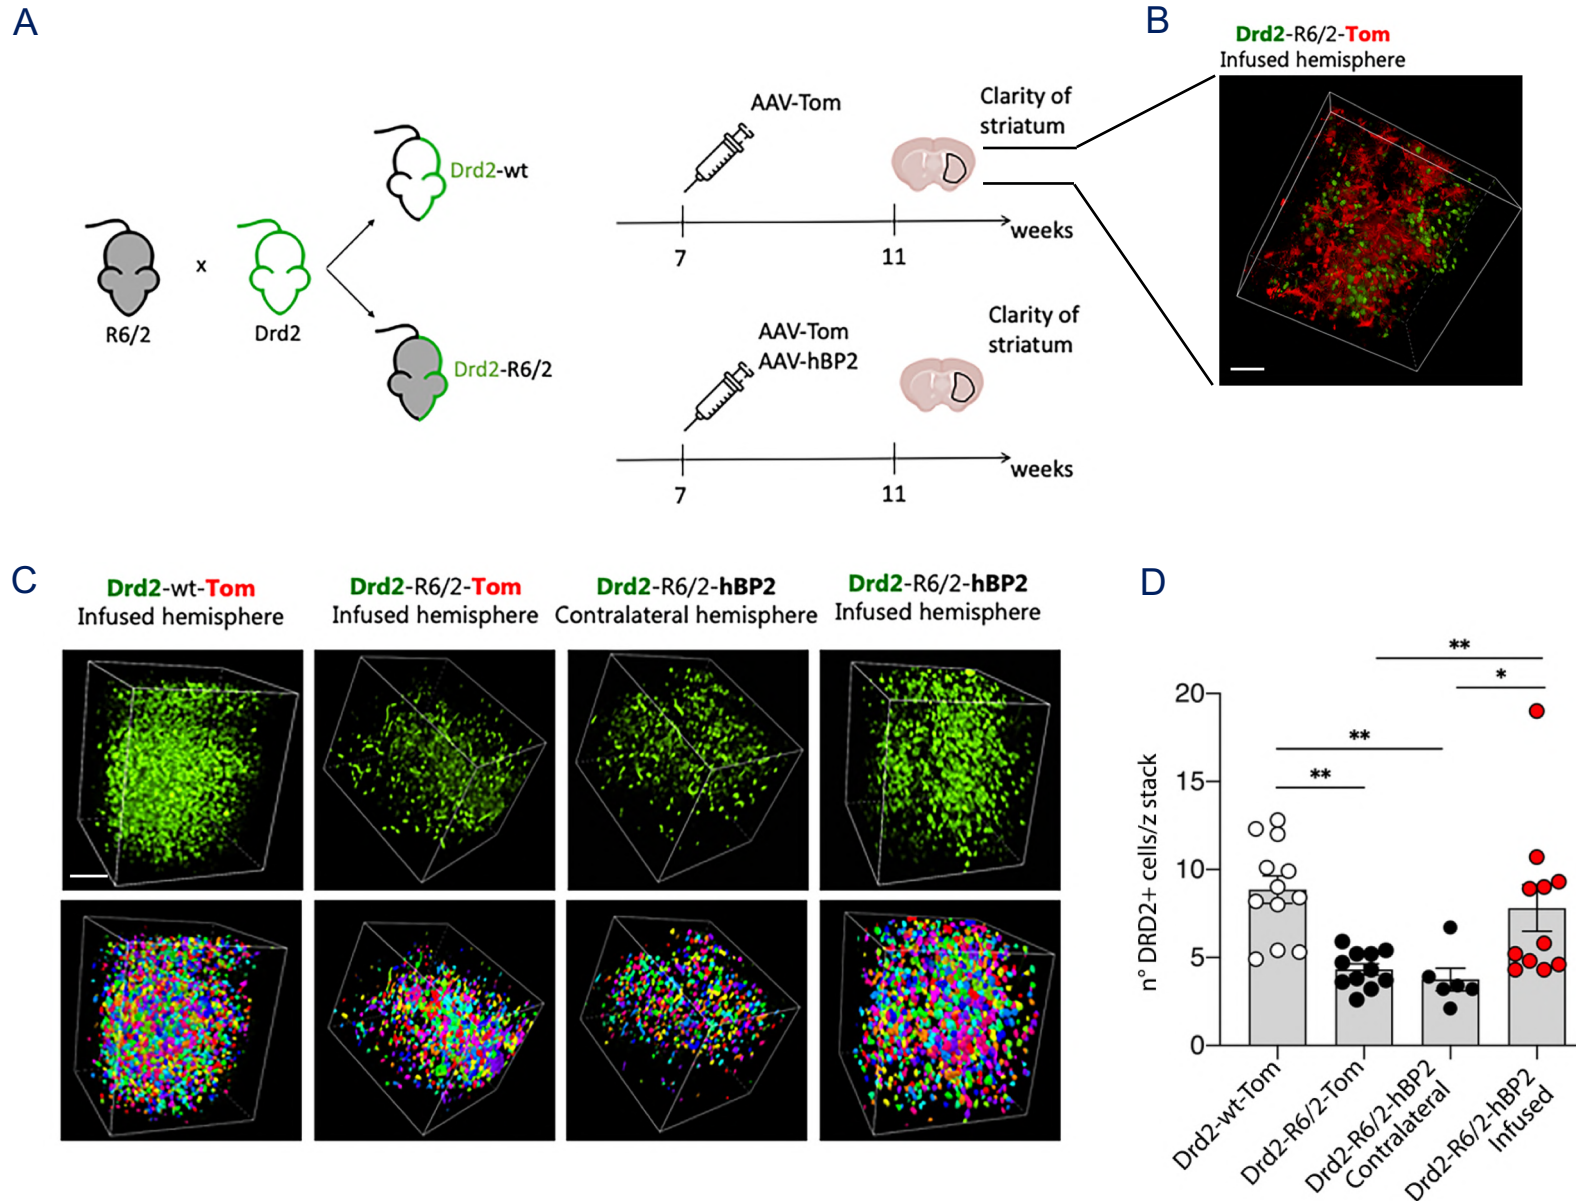 A
B
Drd2-R6/2-Tom
Infused hemisphere
AAV-Tom
Clarity of
striatum
Drd2-wt
weeks
7
11
x
R6/2
Drd2
Drd2-R6/2
AAV-Tom
AAV-hBP2
Clarity of
striatum
weeks
7
11
C
Drd2-wt-Tom
Infused hemisphere
Drd2-R6/2-Tom
Infused hemisphere
Drd2-R6/2-hBP2
Contralateral hemisphere
Drd2-R6/2-hBP2
Infused hemisphere
D
**
*
**
**
n° DRD2+ cells/z stack
20
15
10
5
0
Drd2-wt-Tom
Drd2-R6/2-Tom
Drd2-R6/2-hBP2
Contralateral
Drd2-R6/2-hBP2
Infused